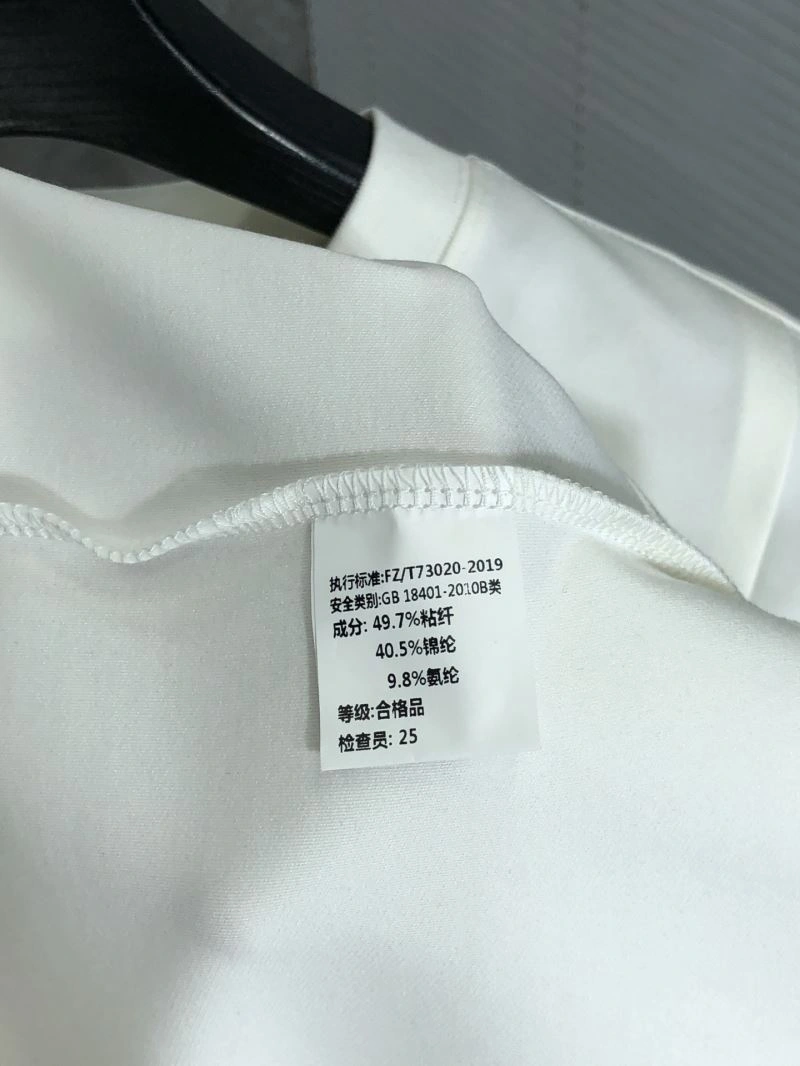 执行标准:FZ/T73020-2019
安全类别:GB 18401-2010B类
成分: 49.7%粘纤
40.5%锦纶
9.8%氨纶
等级:合格品
检查员: 25